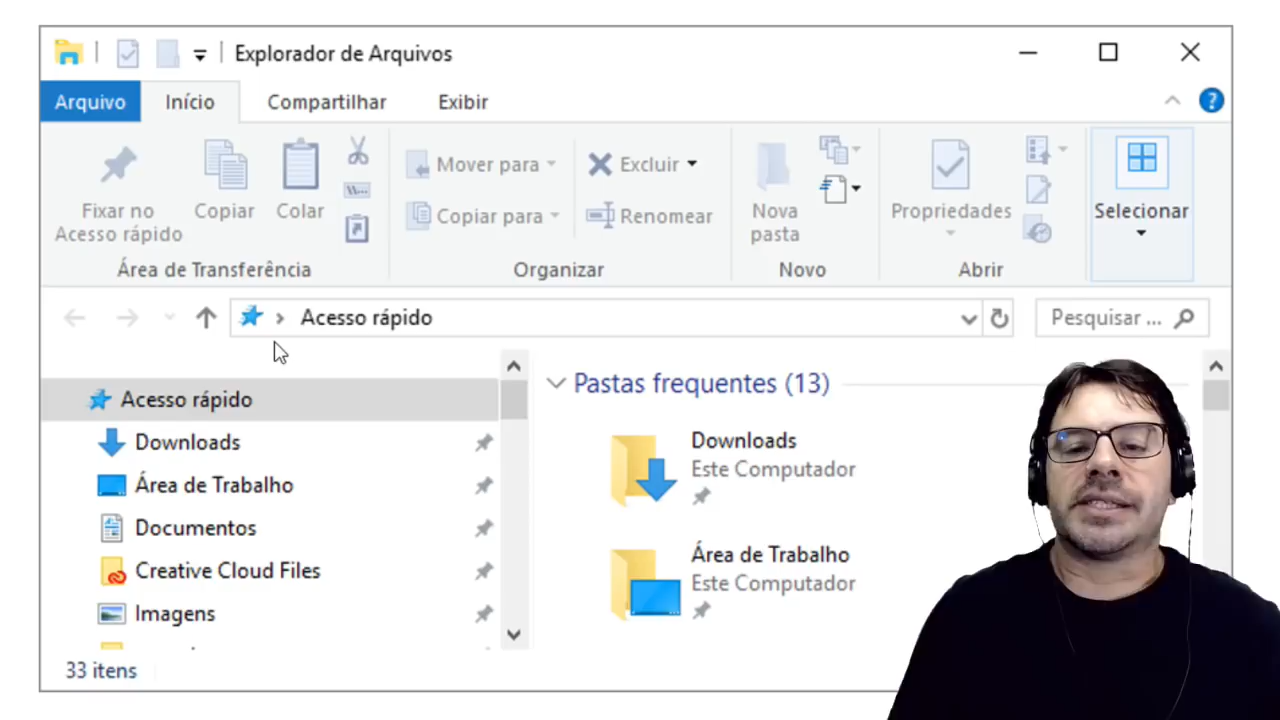 Explorador de Arquivos
Arquivo Início Compartilhar Exibir
Fixar no
Acesso rápido
Copiar
Colar
Área de Transferência
Mover para
Copiar para
Excluir
Renomear
Organizar
Nova
pasta
Novo
Propriedades
Abrir
Selecionar
Acesso rápido
Pesquisar ...
Acesso rápido
Downloads
Área de Trabalho
Documentos
Creative Cloud Files
Imagens
Pastas frequentes (13)
Downloads
Este Computador
Área de Trabalho
Este Computador
33 itens